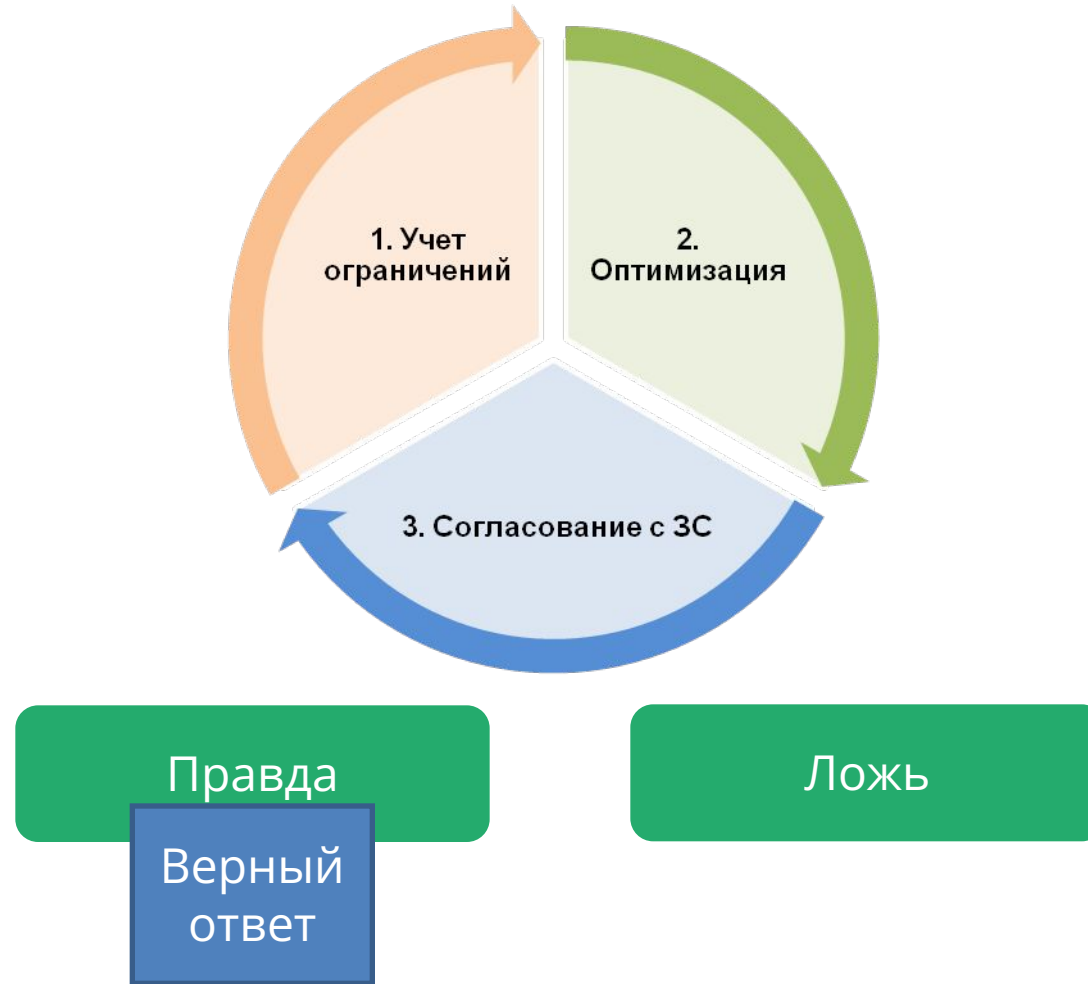 1. Учет
ограничений
2.
Оптимизация
3. Согласование с ЗС
Правда
Ложь
Верный
ответ